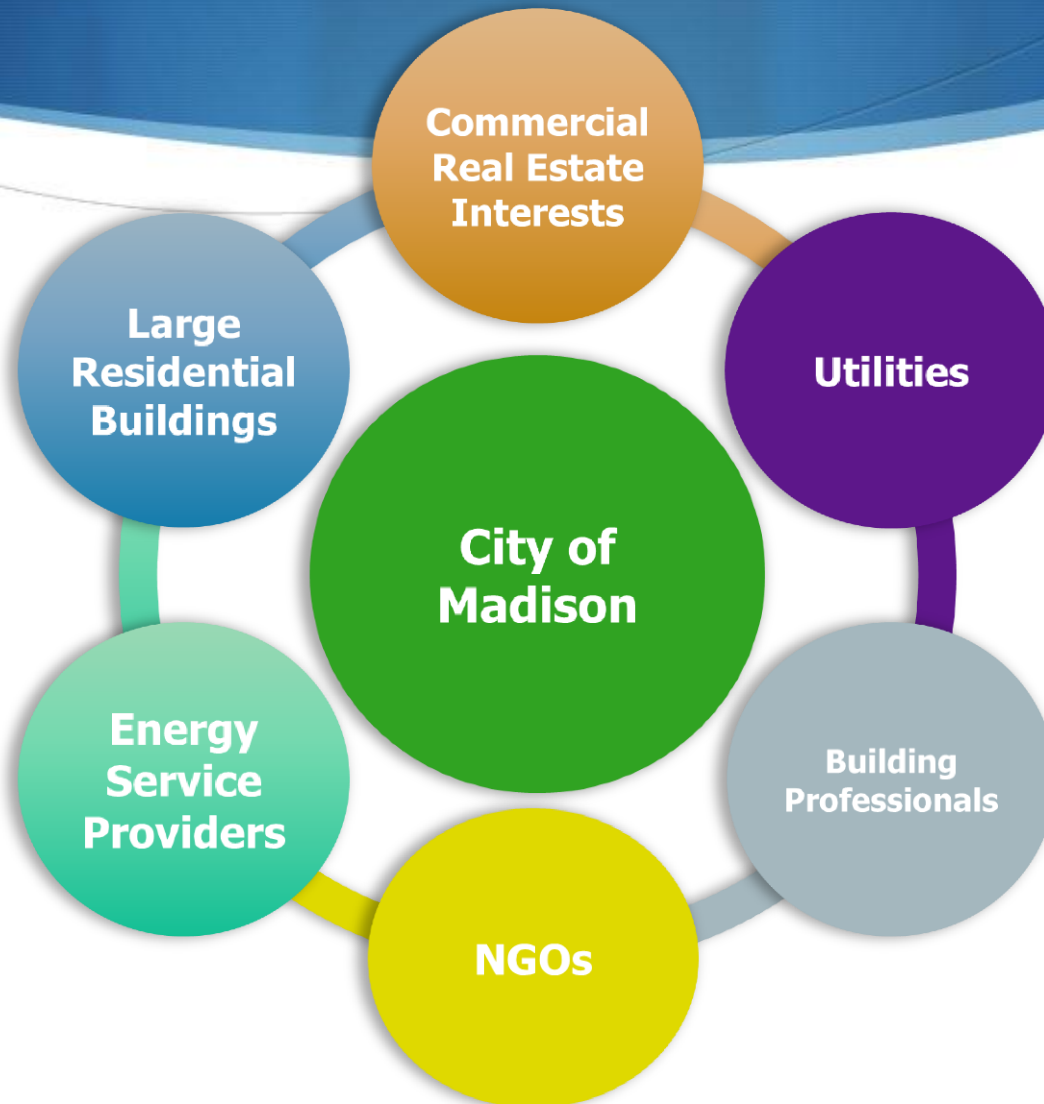 Commercial
Real Estate
Interests
Large
Residential
Buildings
Utilities
City of
Madison
Energy
Service
Providers
Building
Professionals
NGOs